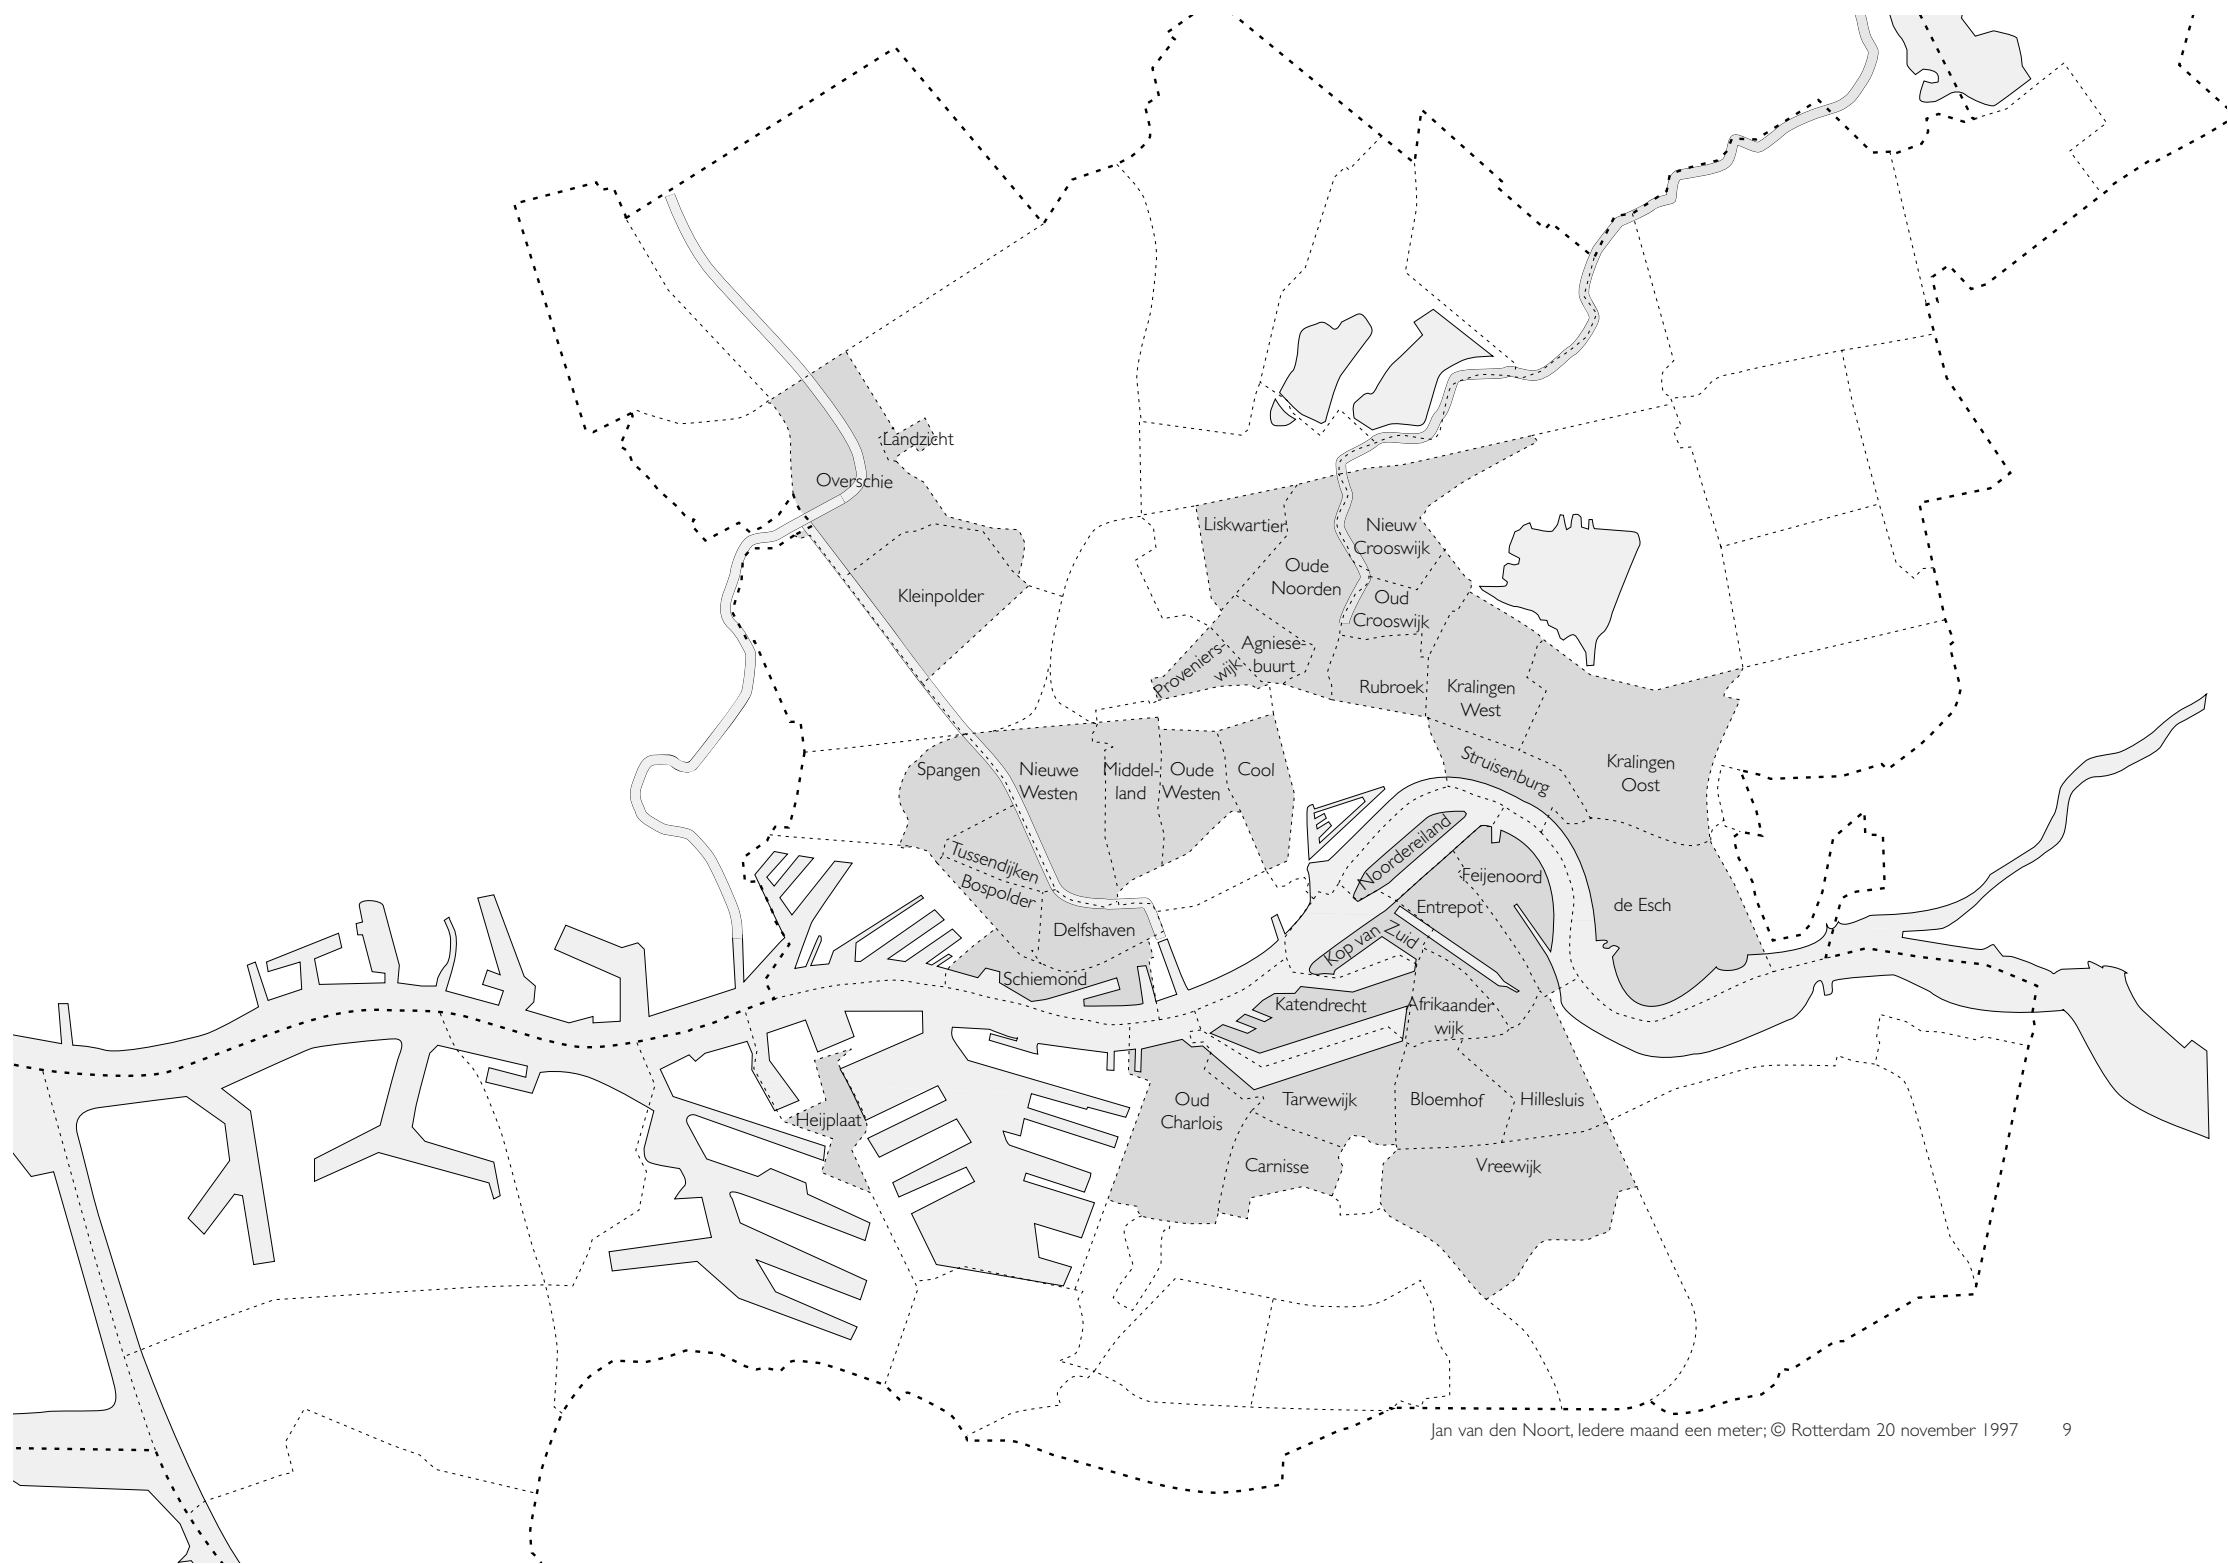 Landzicht
Overschie
Kleinpolder
Liskwartier
Nieuw
Crooswijk
Oude
Noorden
Oud
Crooswijk
Agniese-
buurt
Proveniers-
wijk
Rubroek
Kralingen
West
Struisenburg
Kralingen
Oost
Spangen
Nieuwe
Westen
Middel-
land
Oude
Westen
Cool
Tussendijken
Bospolder
Delfshaven
Schiemond
Noordereiland
Feijenoord
Entrepot
Kop van Zuid
de Esch
Katendrecht
Afrikaander
wijk
Heijplaat
Oud
Charlois
Tarwewijk
Bloemhof
Hillesluis
Carnisse
Vreewijk
Jan van den Noort, Iedere maand een meter; © Rotterdam 20 november 1997 9